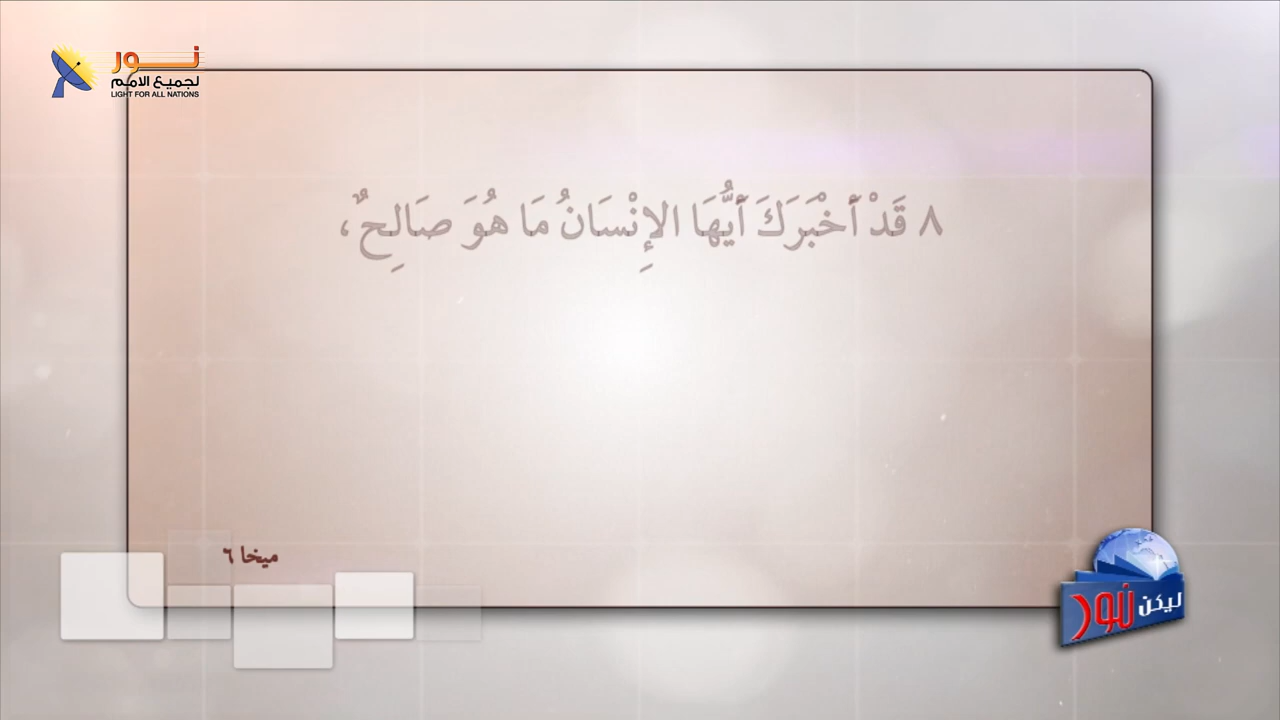 نور
لجميع الامم
LIGHT FOR ALL NATIONS
٨ قَدْ أَخْبَرَكَ أَيُّهَا الإِنْسَانُ مَا هُوَ صَالِحٌ،
ميخا ٦
ليكن نور